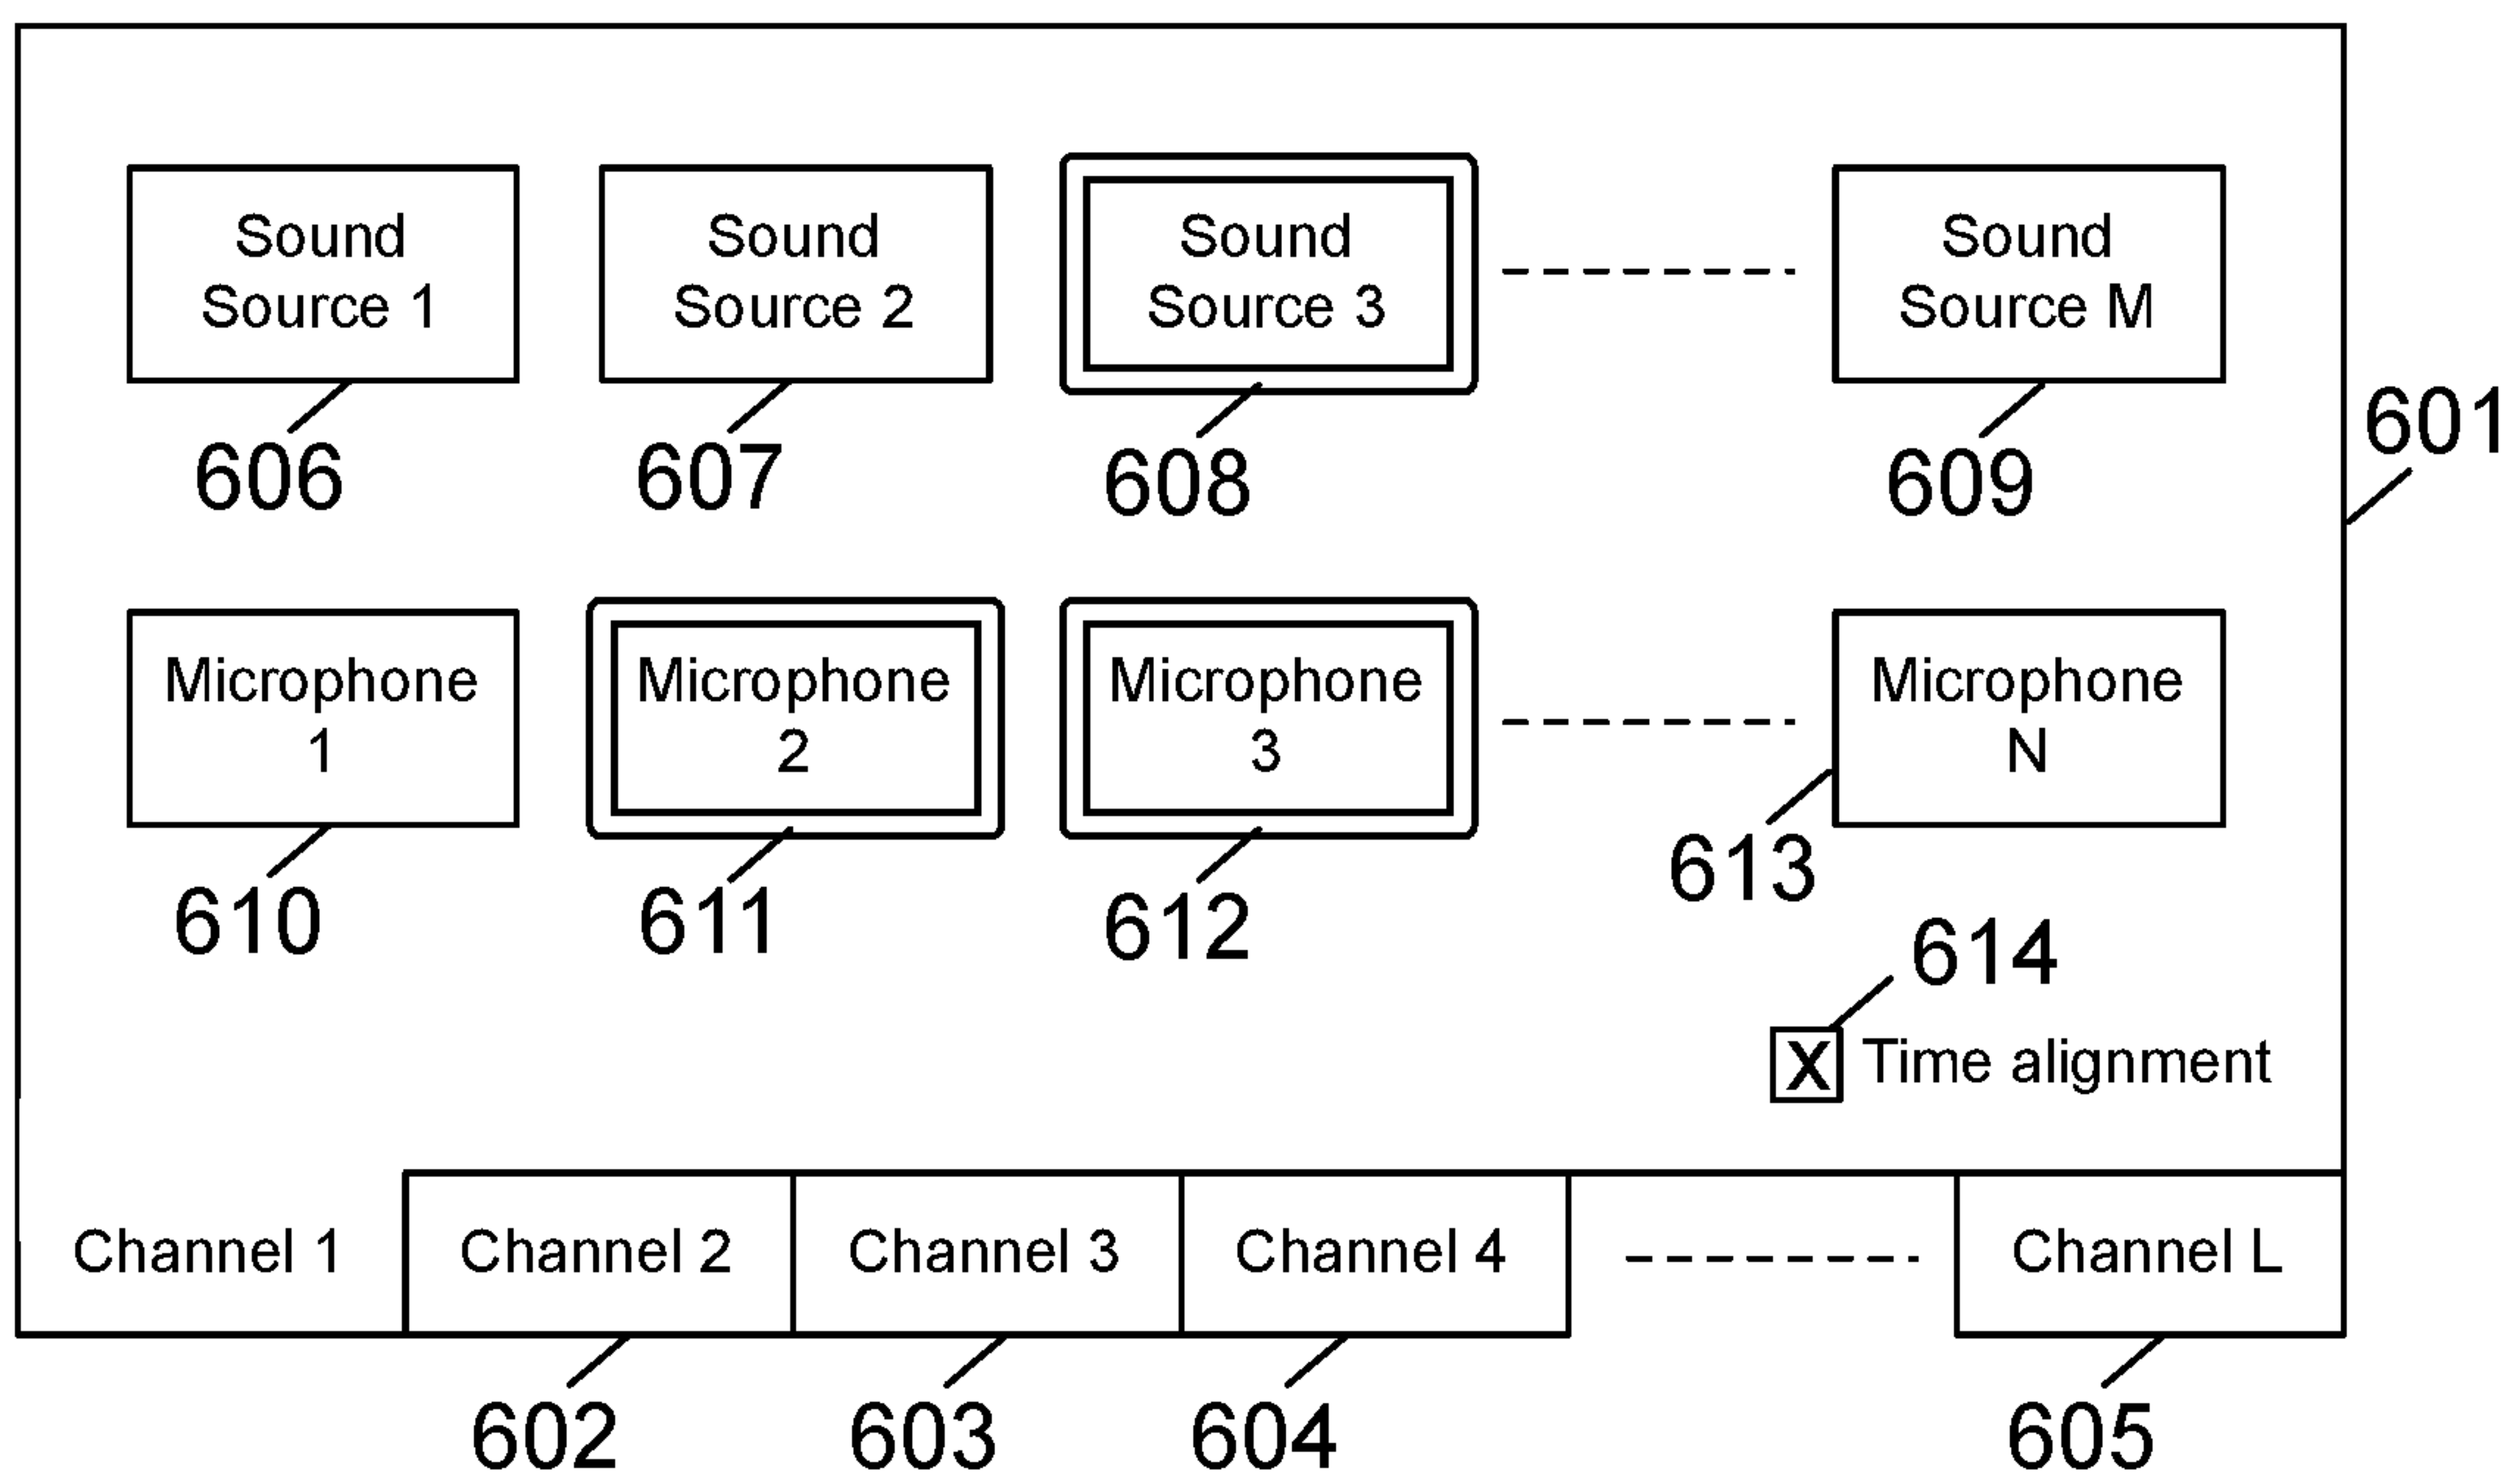 Sound
Source 1
Sound
Source 2
Sound
Source 3
Sound
Source M
606
607
608
609
601
Microphone
1
Microphone
2
Microphone
3
Microphone
N
610
611
612
613
614
X Time alignment
Channel 1
Channel 2
Channel 3
Channel 4
Channel L
602
603
604
605